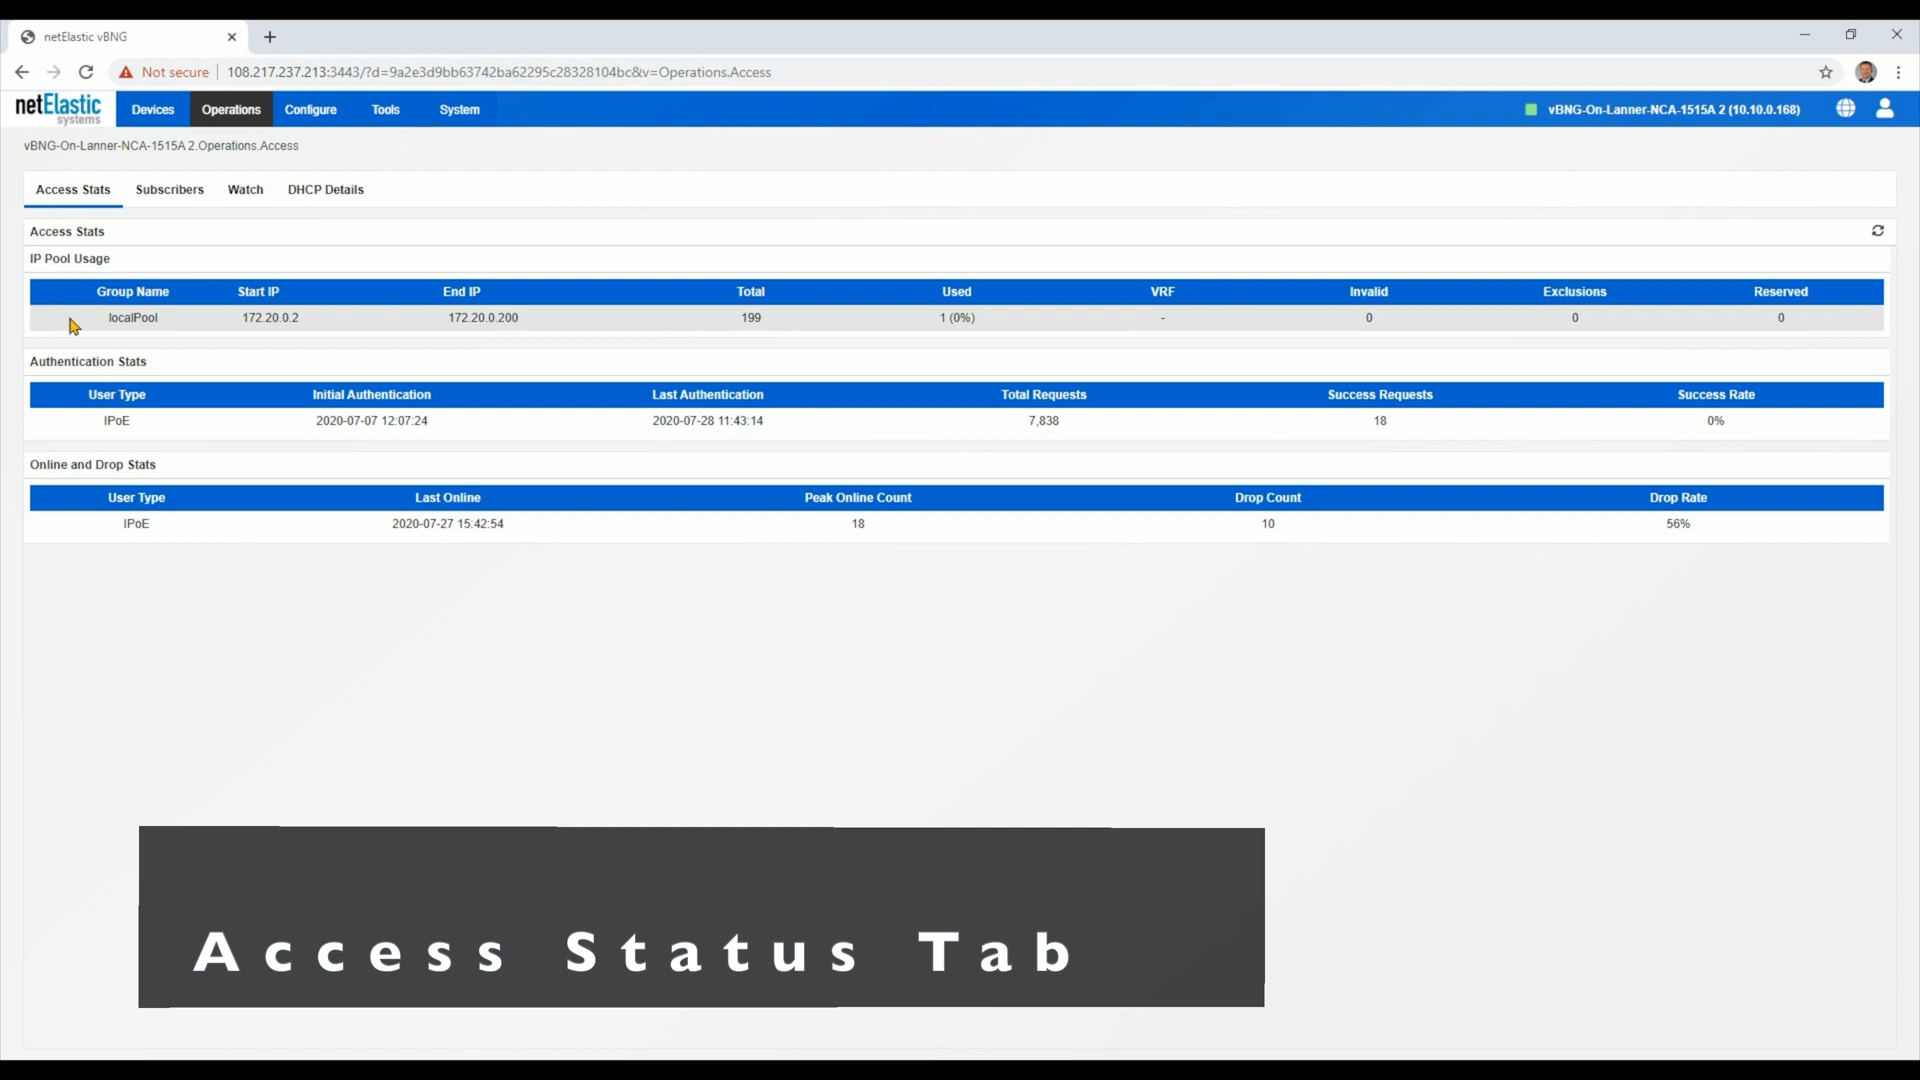 netElastic vBNG
Not secure 108.217.237.213:3443/?d=9a2e3d9bb63742ba62295c28328104bc&v=Operations.Access
netElastic systems Devices Operations Configure Tools System vBNG-On-Lanner-NCA-1515A 2 (10.10.0.168)
vBNG-On-Lanner-NCA-1515A 2.Operations.Access
Access Stats Subscribers Watch DHCP Details
Access Stats
IP Pool Usage
Group Name Start IP End IP Total Used VRF Invalid Exclusions Reserved
localPool 172.20.0.2 172.20.0.200 199 1 (0%) - 0 0 0
Authentication Stats
User Type Initial Authentication Last Authentication Total Requests Success Requests Success Rate
IPoE 2020-07-07 12:07:24 2020-07-28 11:43:14 7,838 18 0%
Online and Drop Stats
User Type Last Online Peak Online Count Drop Count Drop Rate
IPoE 2020-07-27 15:42:54 18 10 56%
Access Status Tab